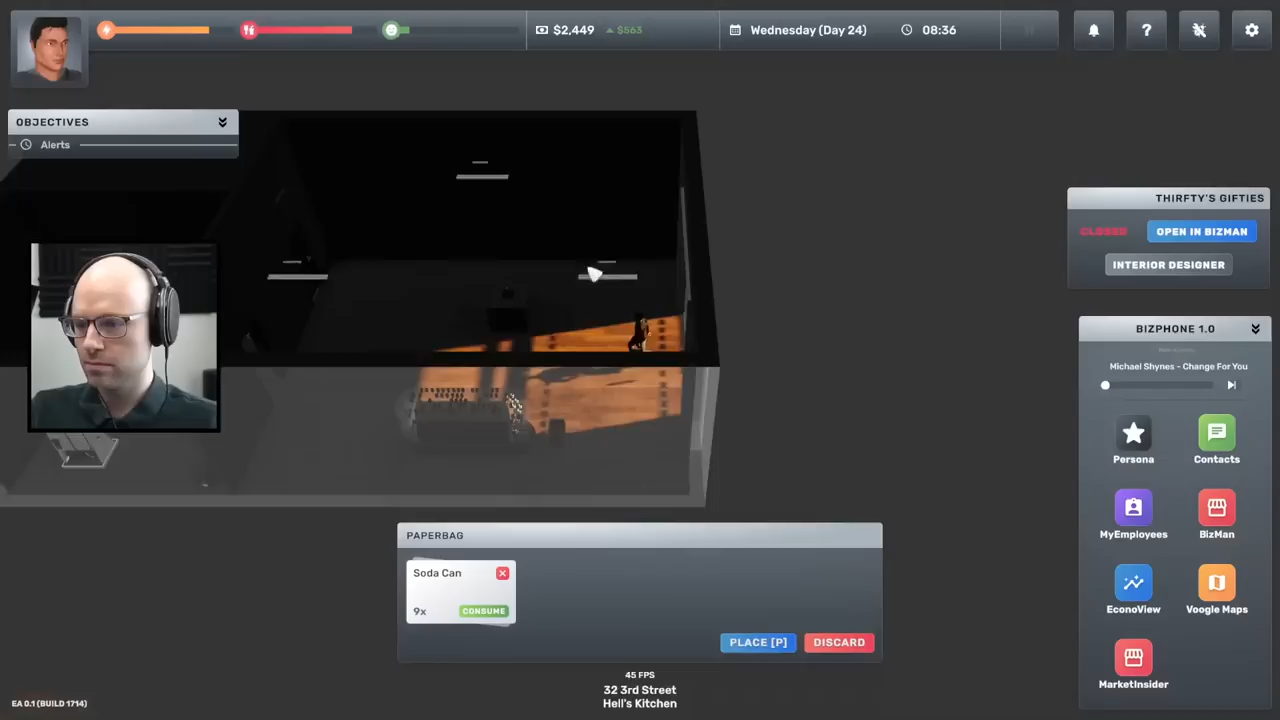 $2,449
$563
Wednesday (Day 24)
08:36
?
OBJECTIVES
Alerts
THIRFTY'S GIFTIES
CLOSED
OPEN IN BIZMAN
INTERIOR DESIGNER
BIZPHONE 1.0
Michael Shynes - Change For You
Persona
Contacts
MyEmployees
BizMan
EconoView
Voogle Maps
MarketInsider
PAPERBAG
Soda Can
9x
CONSUME
PLACE [P]
DISCARD
45 FPS
32 3rd Street
Hell's Kitchen
EA 0.1 (BUILD 1714)